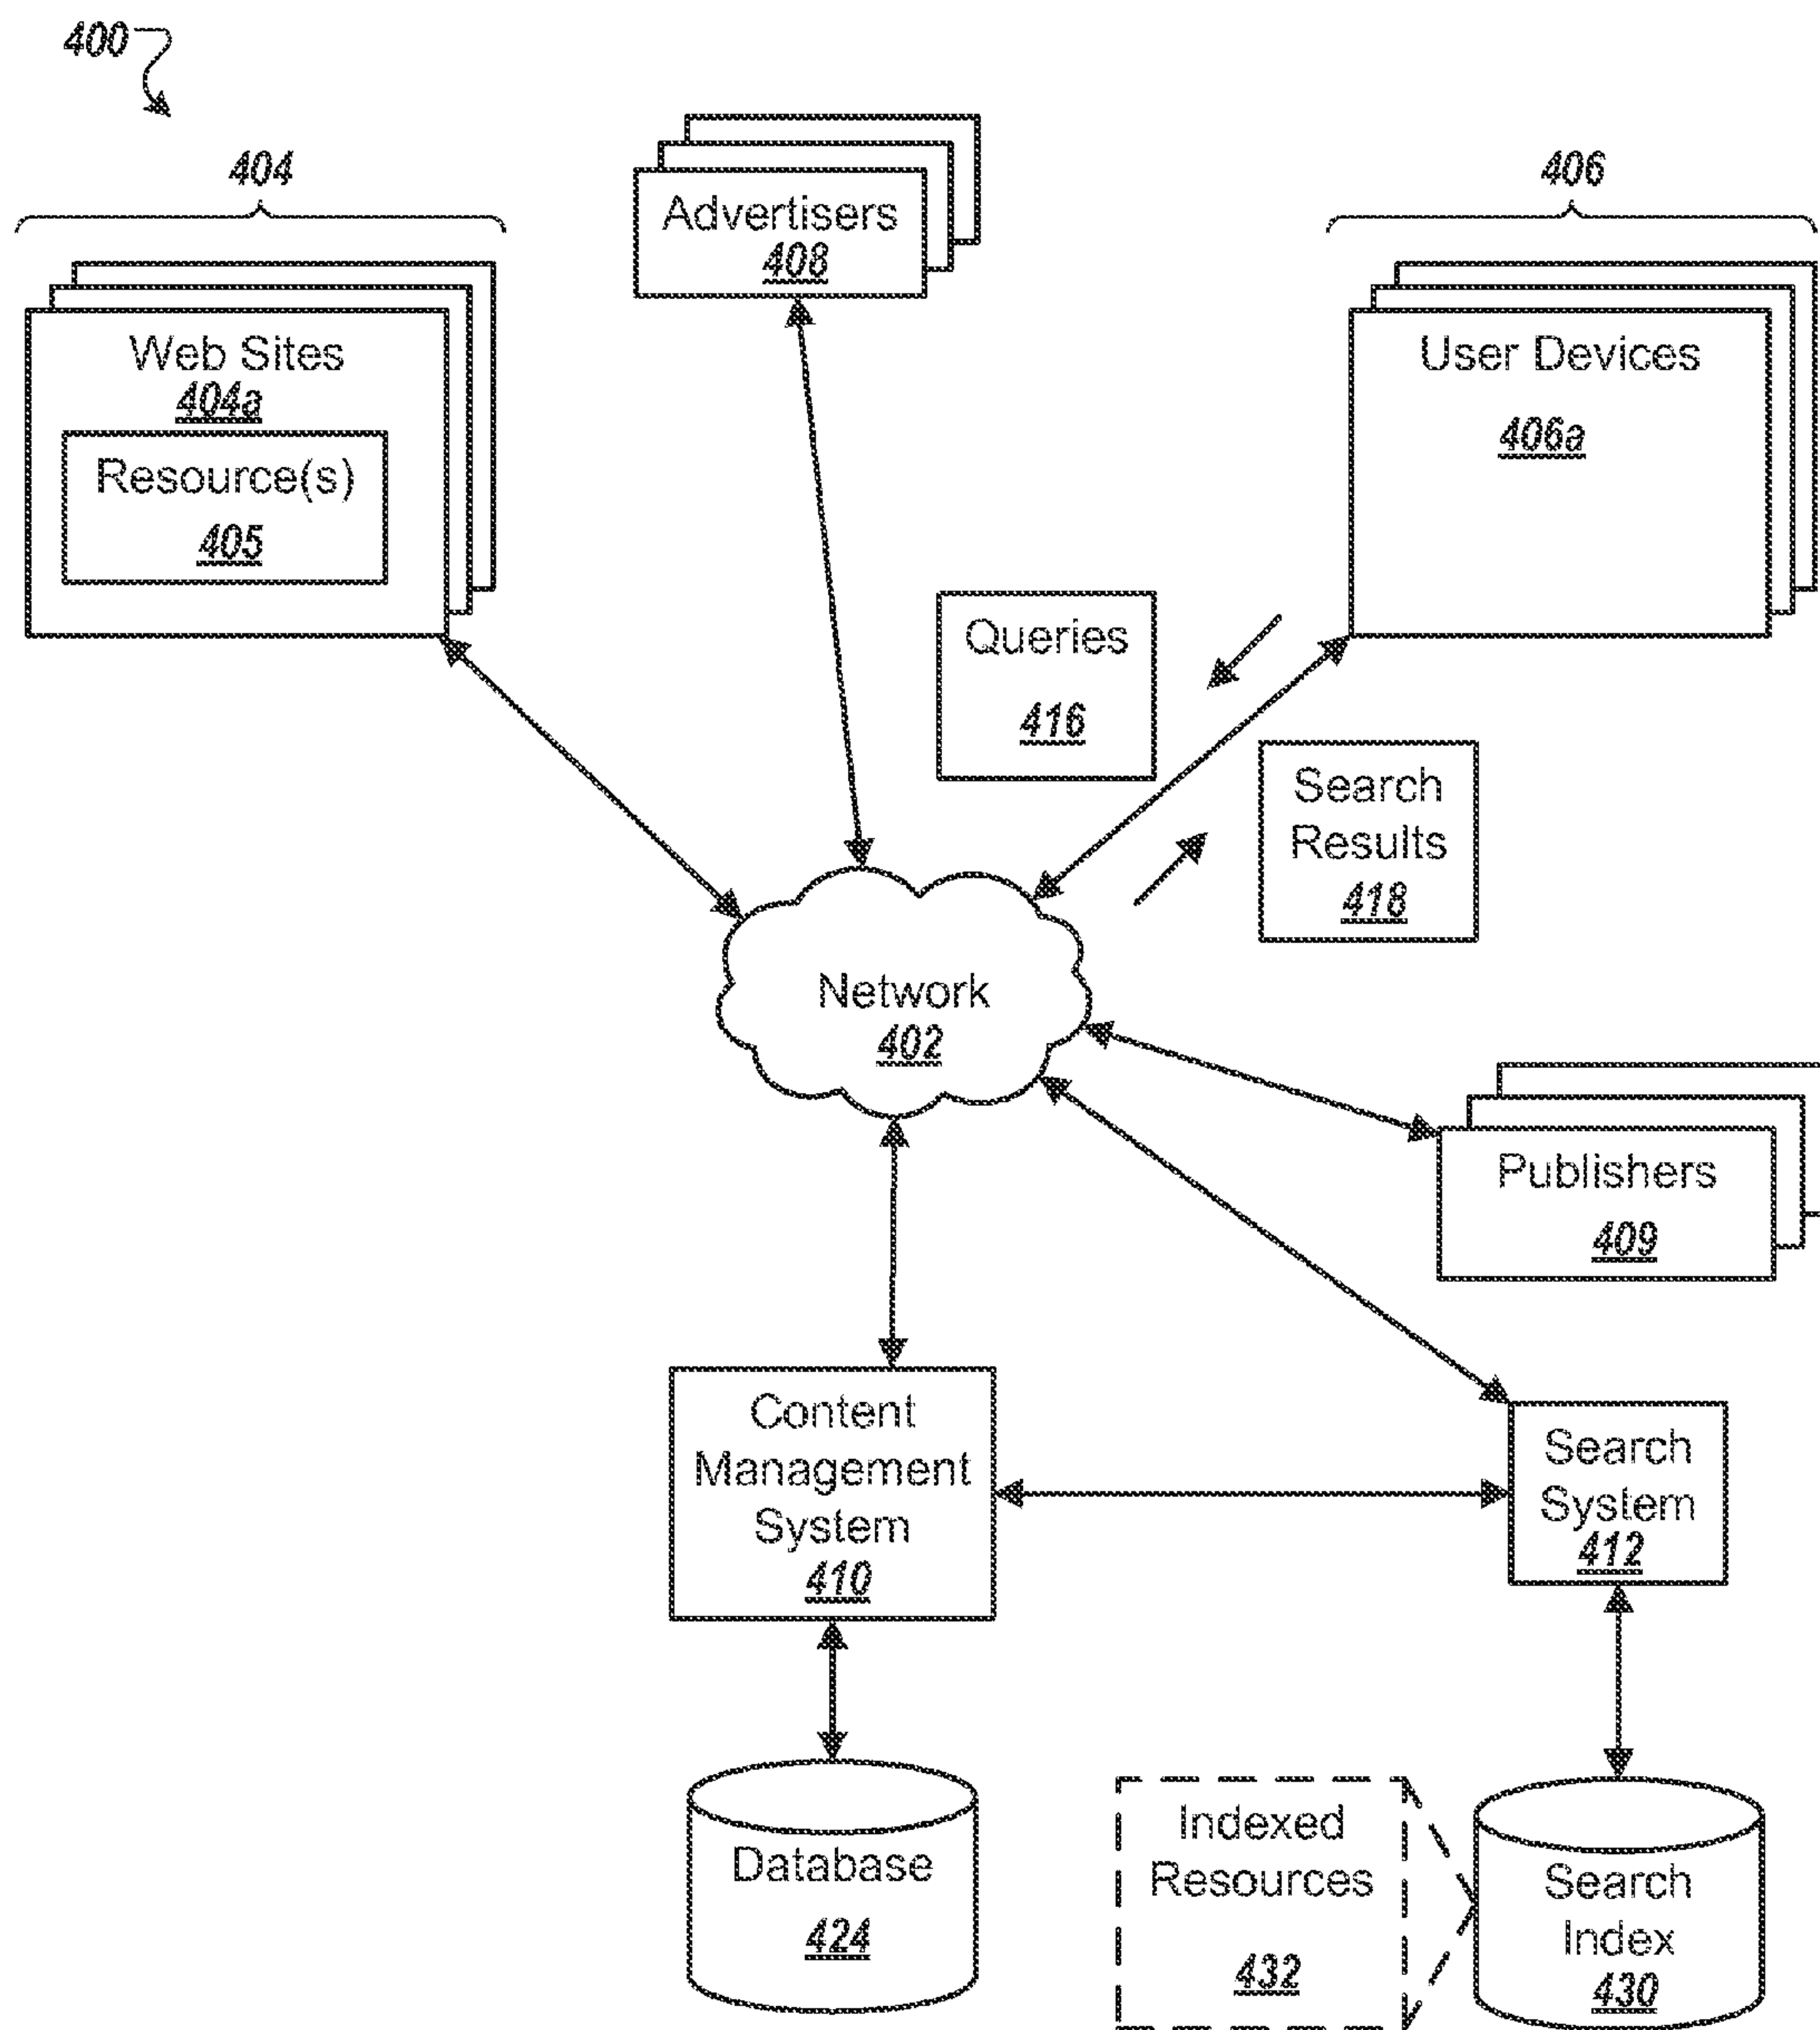 400
404
Advertisers
408
406
Web Sites
404a
Resource(s)
405
User Devices
406a
Queries
416
Search
Results
418
Network
402
Publishers
409
Content
Management
System
410
Search
System
412
Database
424
Indexed
Resources
432
Search
Index
430